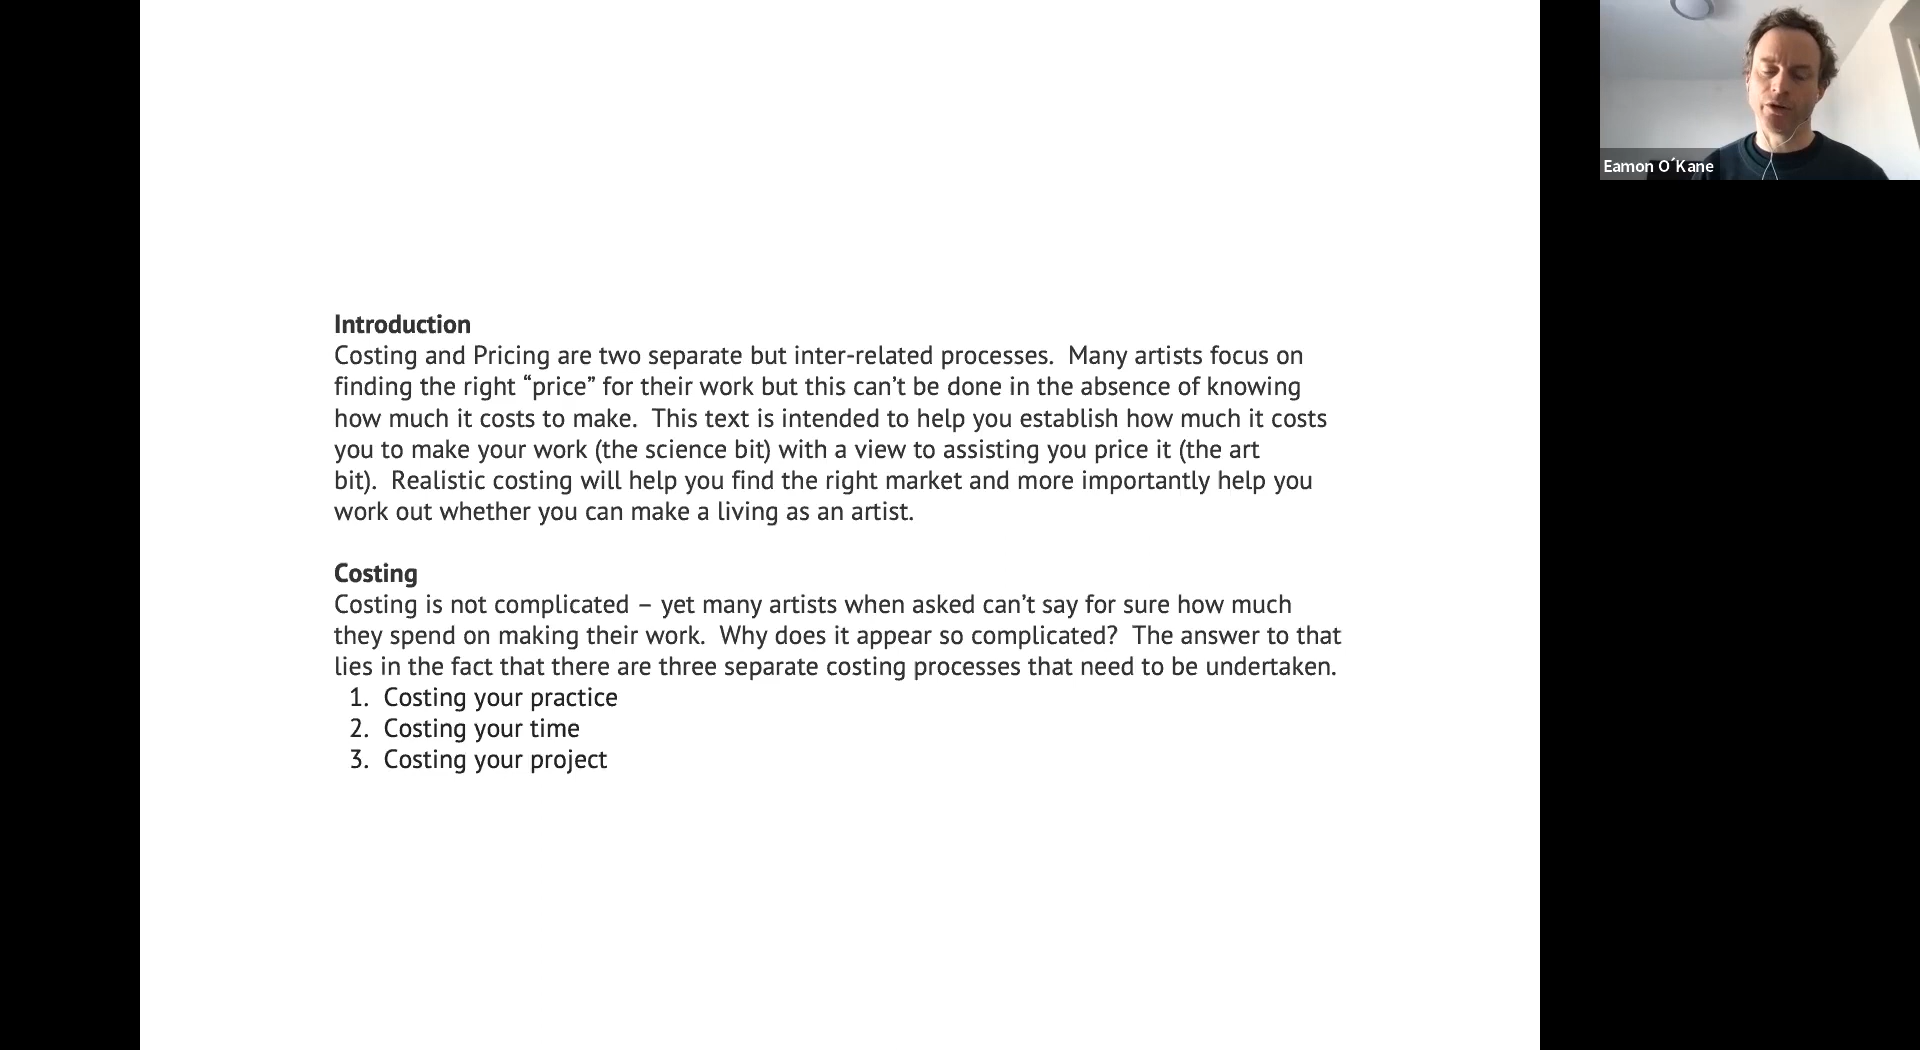 Introduction
Costing and Pricing are two separate but inter-related processes.  Many artists focus on
finding the right “price” for their work but this can’t be done in the absence of knowing
how much it costs to make.  This text is intended to help you establish how much it costs
you to make your work (the science bit) with a view to assisting you price it (the art
bit).  Realistic costing will help you find the right market and more importantly help you
work out whether you can make a living as an artist.
Costing
Costing is not complicated – yet many artists when asked can’t say for sure how much
they spend on making their work.  Why does it appear so complicated?  The answer to that
lies in the fact that there are three separate costing processes that need to be undertaken.
1. Costing your practice
2. Costing your time
3. Costing your project
Eamon O´Kane